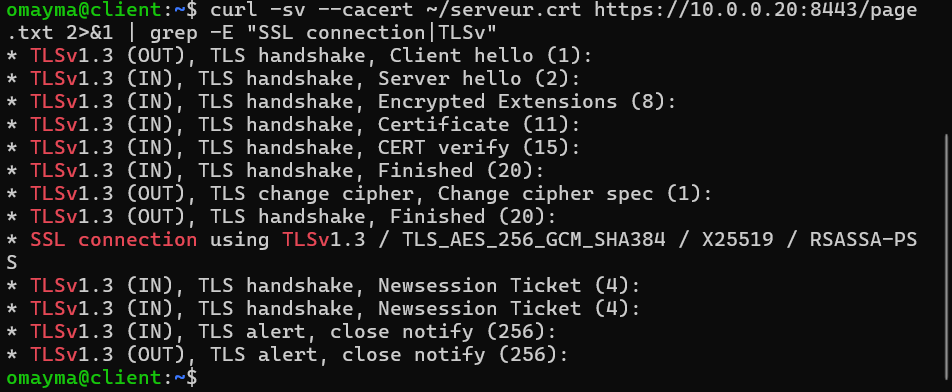 omayma@client:~$ curl -sv --cacert ~/serveur.crt https://10.0.0.20:8443/page
.txt 2>&1 | grep -E "SSL connection|TLSv"
* TLSv1.3 (OUT), TLS handshake, Client hello (1):
* TLSv1.3 (IN), TLS handshake, Server hello (2):
* TLSv1.3 (IN), TLS handshake, Encrypted Extensions (8):
* TLSv1.3 (IN), TLS handshake, Certificate (11):
* TLSv1.3 (IN), TLS handshake, CERT verify (15):
* TLSv1.3 (IN), TLS handshake, Finished (20):
* TLSv1.3 (OUT), TLS change cipher, Change cipher spec (1):
* TLSv1.3 (OUT), TLS handshake, Finished (20):
* SSL connection using TLSv1.3 / TLS_AES_256_GCM_SHA384 / X25519 / RSASSA-PS
S
* TLSv1.3 (IN), TLS handshake, Newsession Ticket (4):
* TLSv1.3 (IN), TLS handshake, Newsession Ticket (4):
* TLSv1.3 (IN), TLS alert, close notify (256):
* TLSv1.3 (OUT), TLS alert, close notify (256):
omayma@client:~$